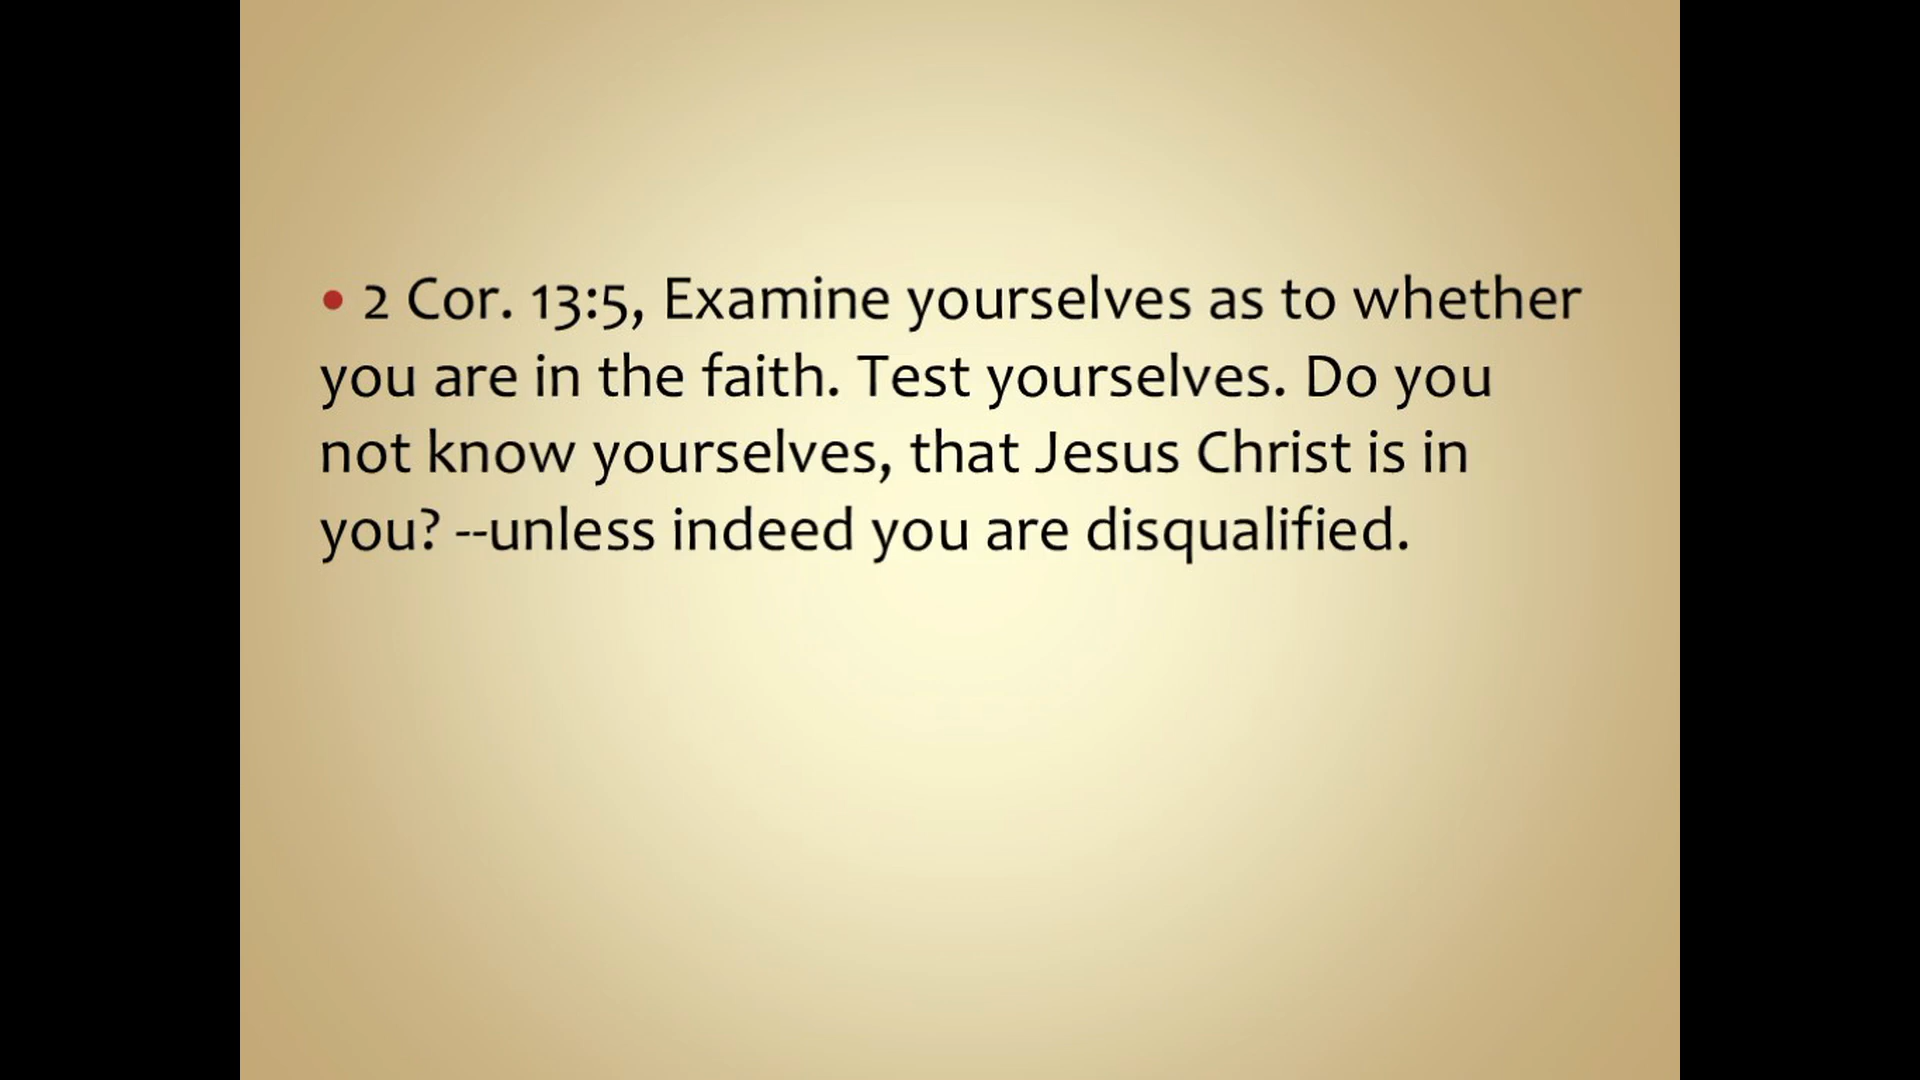 • 2 Cor. 13:5, Examine yourselves as to whether
you are in the faith. Test yourselves. Do you
not know yourselves, that Jesus Christ is in
you? --unless indeed you are disqualified.